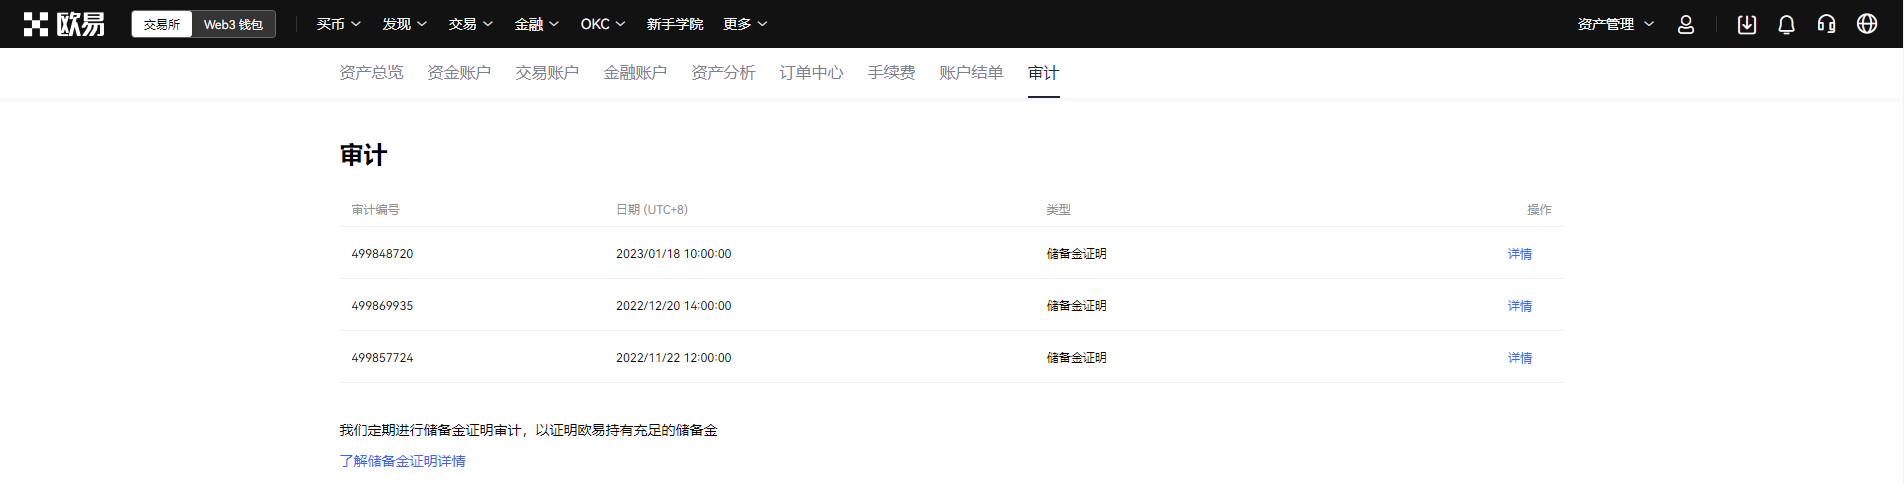 欧易 交易所 Web3 钱包 买币 发现 交易 金融 OKC 新手学院 更多 资产管理
资产总览 资金账户 交易账户 金融账户 资产分析 订单中心 手续费 账户结单 审计
审计
审计编号 日期 (UTC+8) 类型 操作
499848720 2023/01/18 10:00:00 储备金证明 详情
499869935 2022/12/20 14:00:00 储备金证明 详情
499857724 2022/11/22 12:00:00 储备金证明 详情
我们定期进行储备金证明审计，以证明欧易持有充足的储备金
了解储备金证明详情